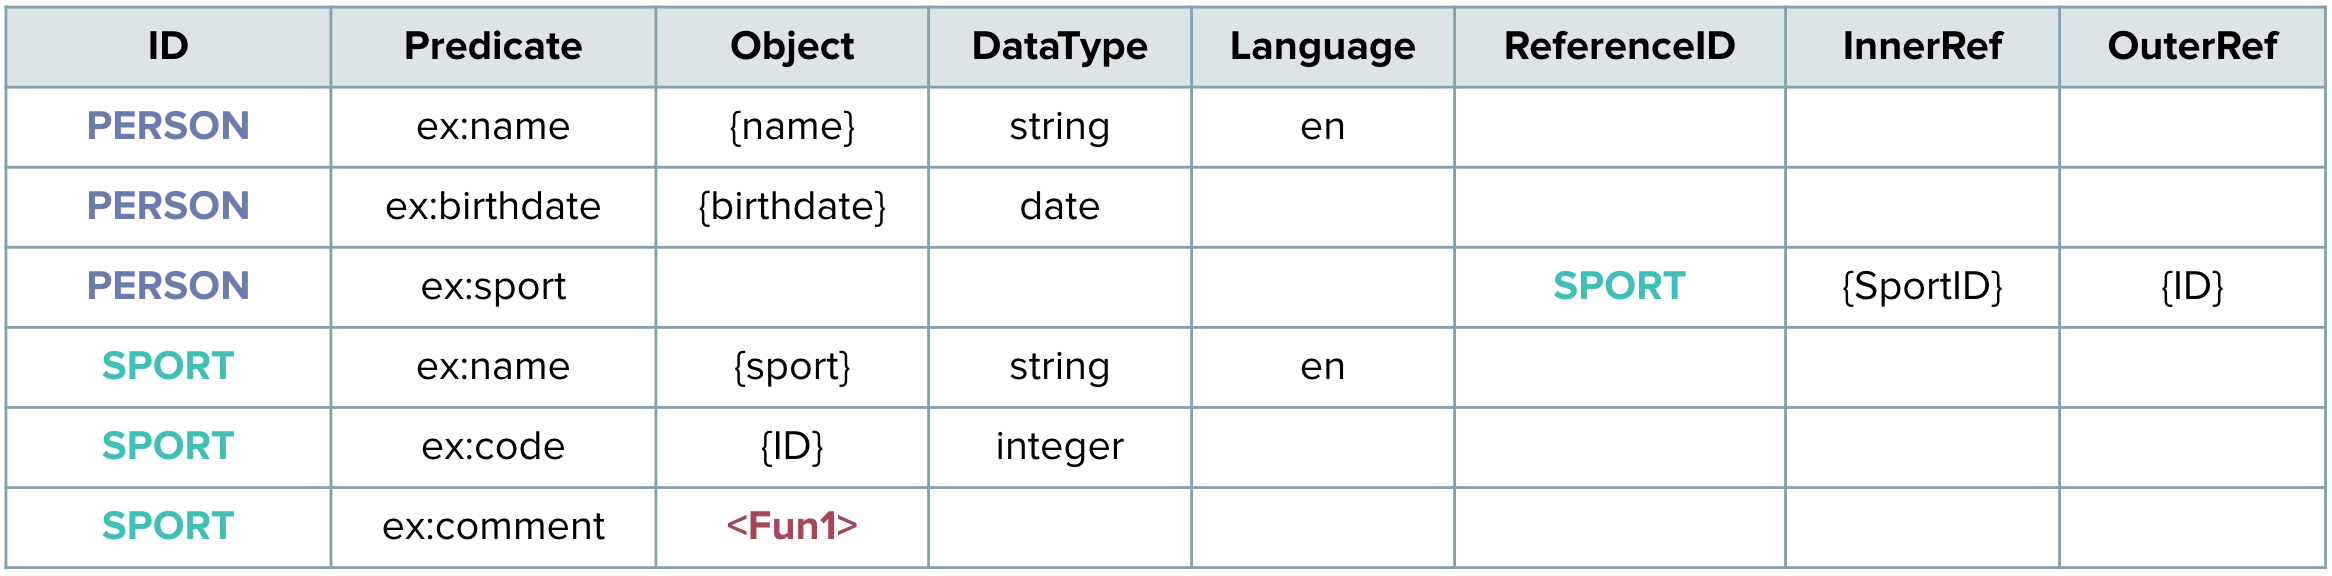 ID Predicate Object DataType Language ReferenceID InnerRef OuterRef
PERSON ex:name {name} string en
PERSON ex:birthdate {birthdate} date
PERSON ex:sport SPORT {SportID} {ID}
SPORT ex:name {sport} string en
SPORT ex:code {ID} integer
SPORT ex:comment <Fun1>